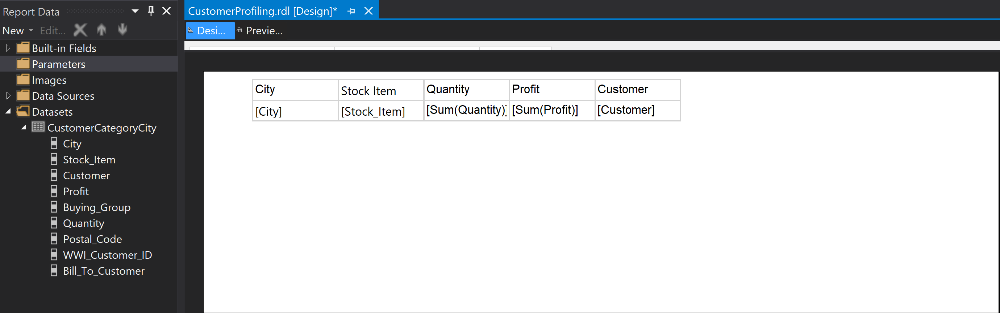 Report Data
New Edit...
Built-in Fields
Parameters
Images
Data Sources
Datasets
CustomerCategoryCity
City
Stock_Item
Customer
Profit
Buying_Group
Quantity
Postal_Code
WWI_Customer_ID
Bill_To_Customer
CustomerProfiling.rdl [Design]*
Desi... Previe...
City Stock Item Quantity Profit Customer
[City] [Stock_Item] [Sum(Quantity)] [Sum(Profit)] [Customer]